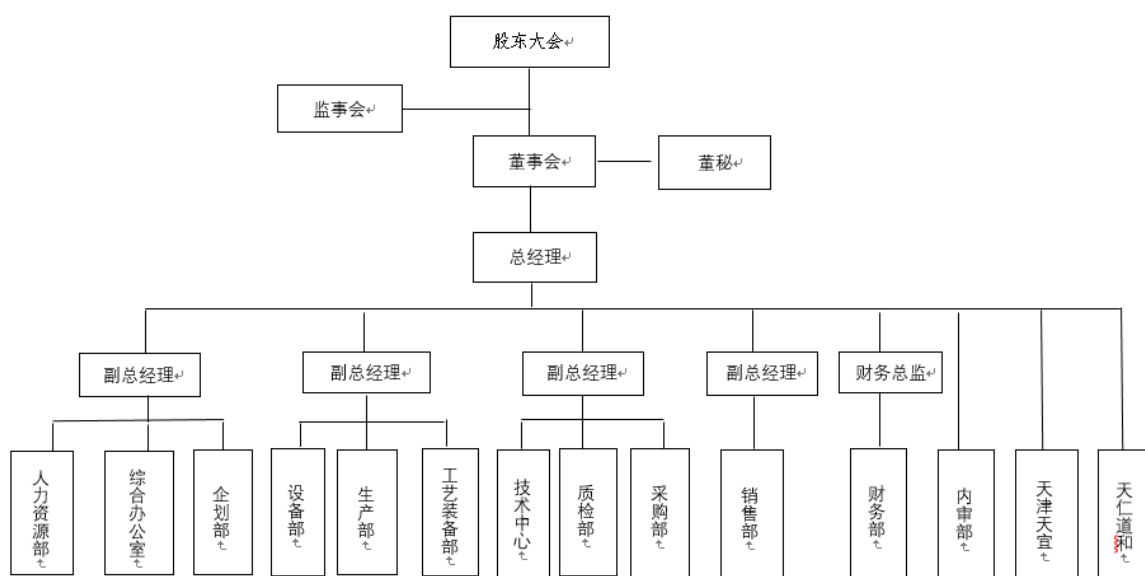 股东大会
监事会
董事会
董秘
总经理
副总经理
副总经理
副总经理
副总经理
财务总监
人力资源部
综合办公室
企划部
设备部
生产部
工艺装备部
技术中心
质检部
采购部
销售部
财务部
内审部
天津天宜
天仁道和